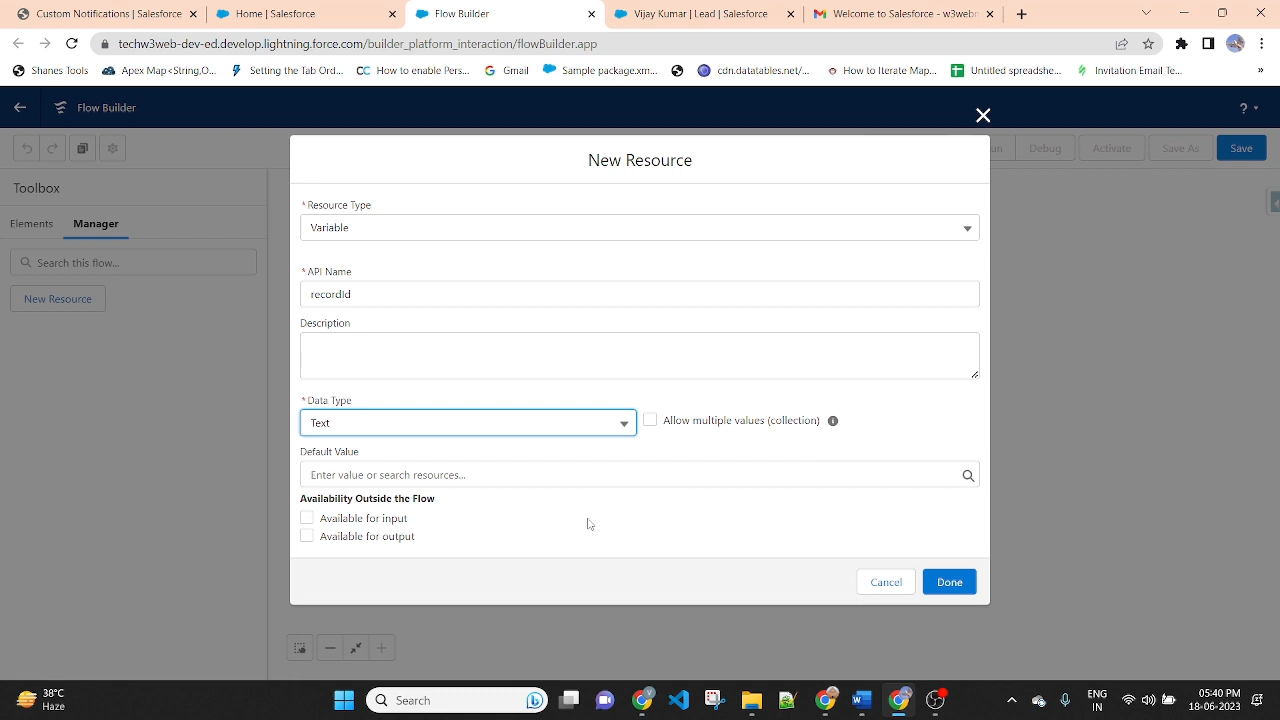 Custom Notifications | Salesforce
Home | Salesforce
Flow Builder
Vijay Kumar | Lead | Salesforce
Welcome to Salesforce - w3webr
techw3web-dev-ed.develop.lightning.force.com/builder_platform_interaction/flowBuilder.app
Shanes Tools
Apex Map<String,O...
Setting the Tab Ord...
How to enable Pers...
Gmail
Sample package.xm...
cdn.datatables.net/...
How to Iterate Map...
Untitled spreadshe...
Invitation Email Te...
»
Flow Builder
?
un
Debug
Activate
Save As
Save
Toolbox
Elements
Manager
Search this flow...
New Resource
New Resource
* Resource Type
Variable
* API Name
recordId
Description
* Data Type
Text
Allow multiple values (collection)
Default Value
Enter value or search resources...
Availability Outside the Flow
Available for input
Available for output
Cancel
Done
38°C
Haze
Search
ENG
IN
05:40 PM
18-06-2023